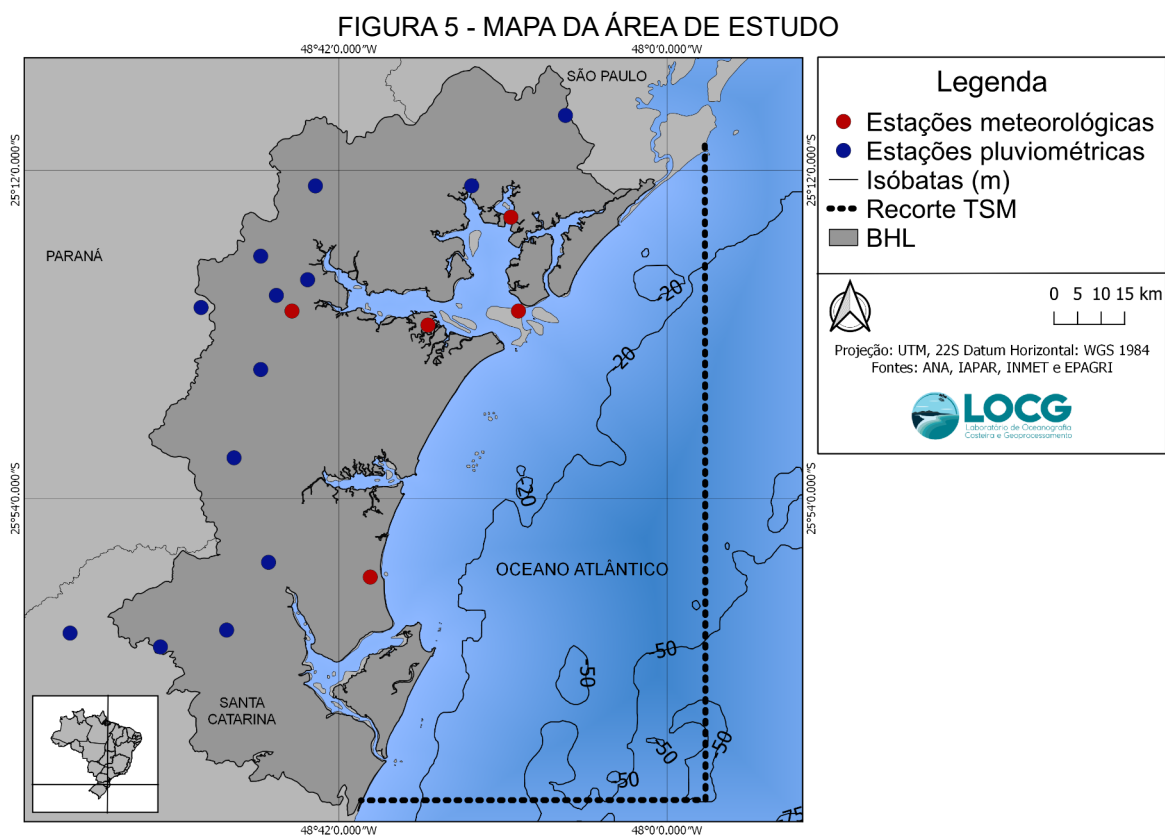 FIGURA 5 - MAPA DA ÁREA DE ESTUDO
48°42'0.000"W
48°0'0.000"W
SÃO PAULO
PARANÁ
25°12'0.000"S
25°12'0.000"S
-20
-20
-20
25°54'0.000"S
25°54'0.000"S
OCEANO ATLÂNTICO
-50
-50
-50
-50
-50
-75
SANTA
CATARINA
48°42'0.000"W
48°0'0.000"W
Legenda
Estações meteorológicas
Estações pluviométricas
Isóbatas (m)
Recorte TSM
BHL
0 5 10 15 km
Projeção: UTM, 22S Datum Horizontal: WGS 1984
Fontes: ANA, IAPAR, INMET e EPAGRI
LOCG
Laboratório de Oceanografia
Costeira e Geoprocessamento